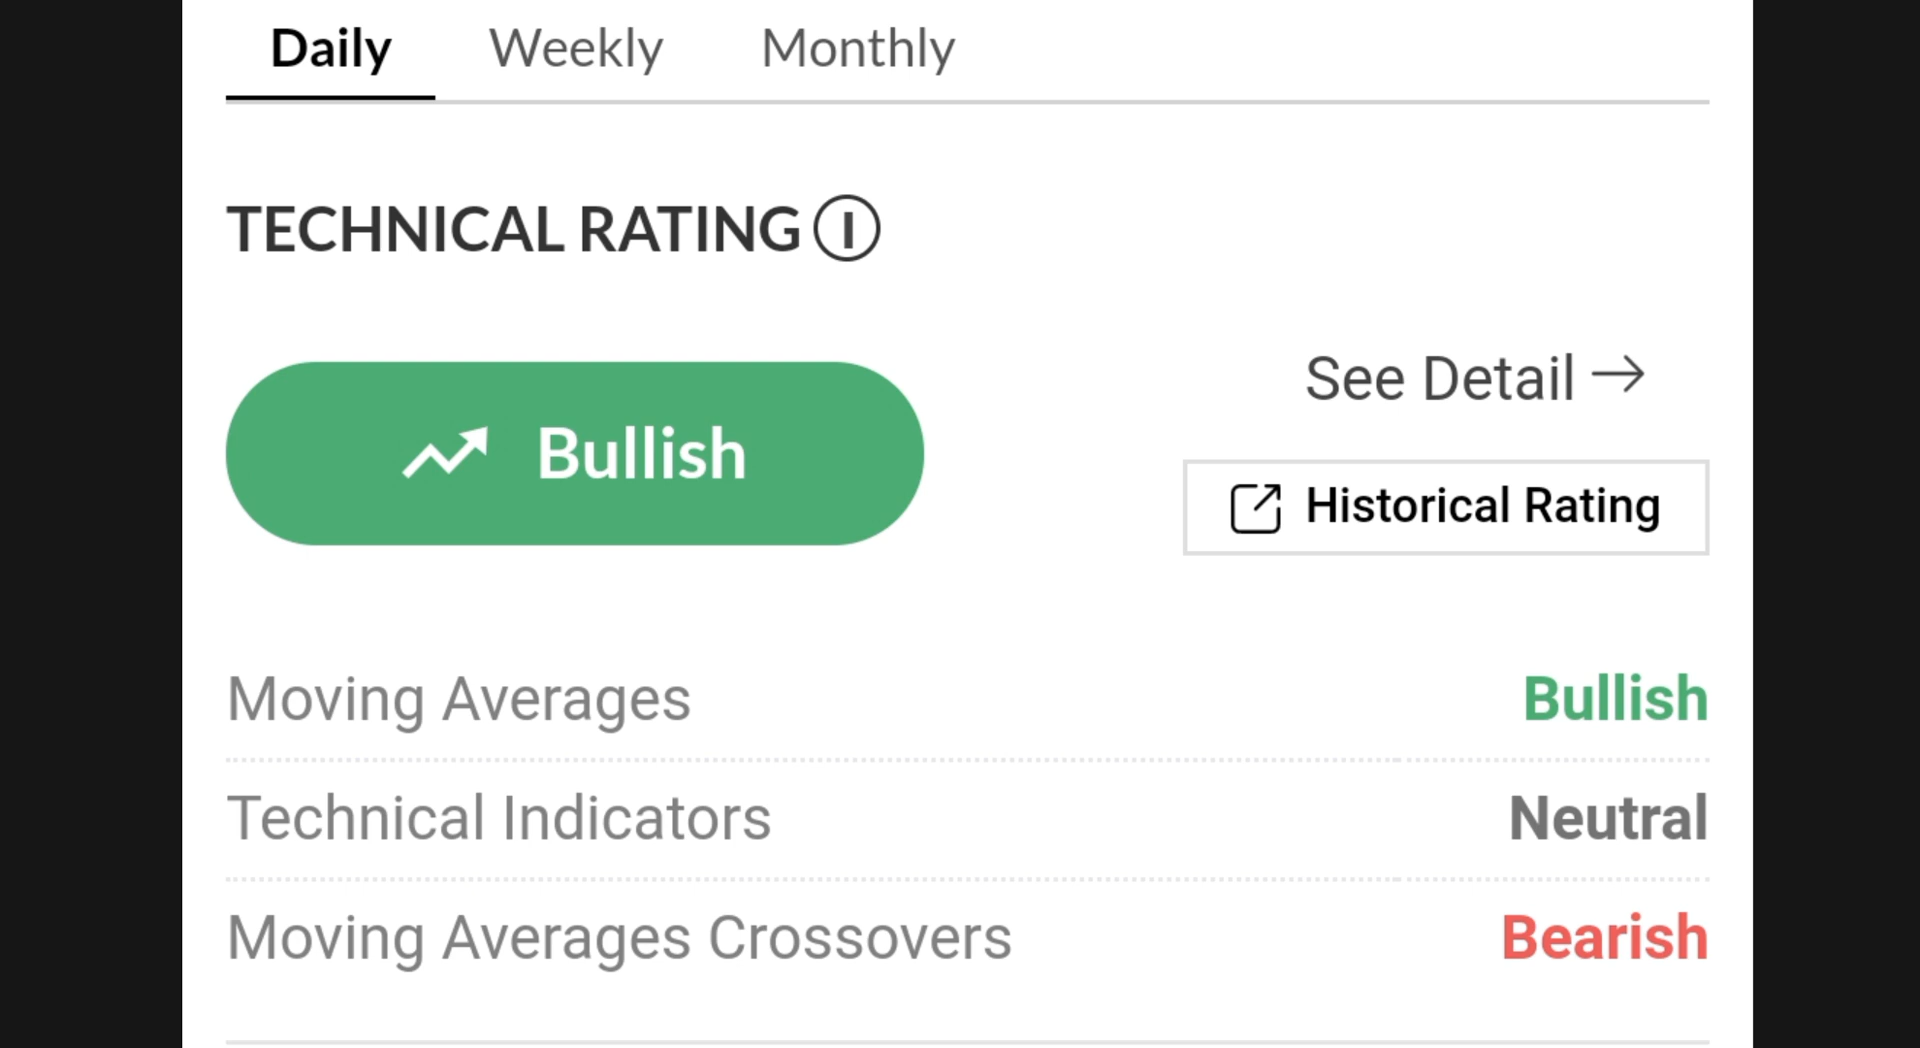 Daily Weekly Monthly
TECHNICAL RATING
Bullish
See Detail →
Historical Rating
Moving Averages Bullish
Technical Indicators Neutral
Moving Averages Crossovers Bearish